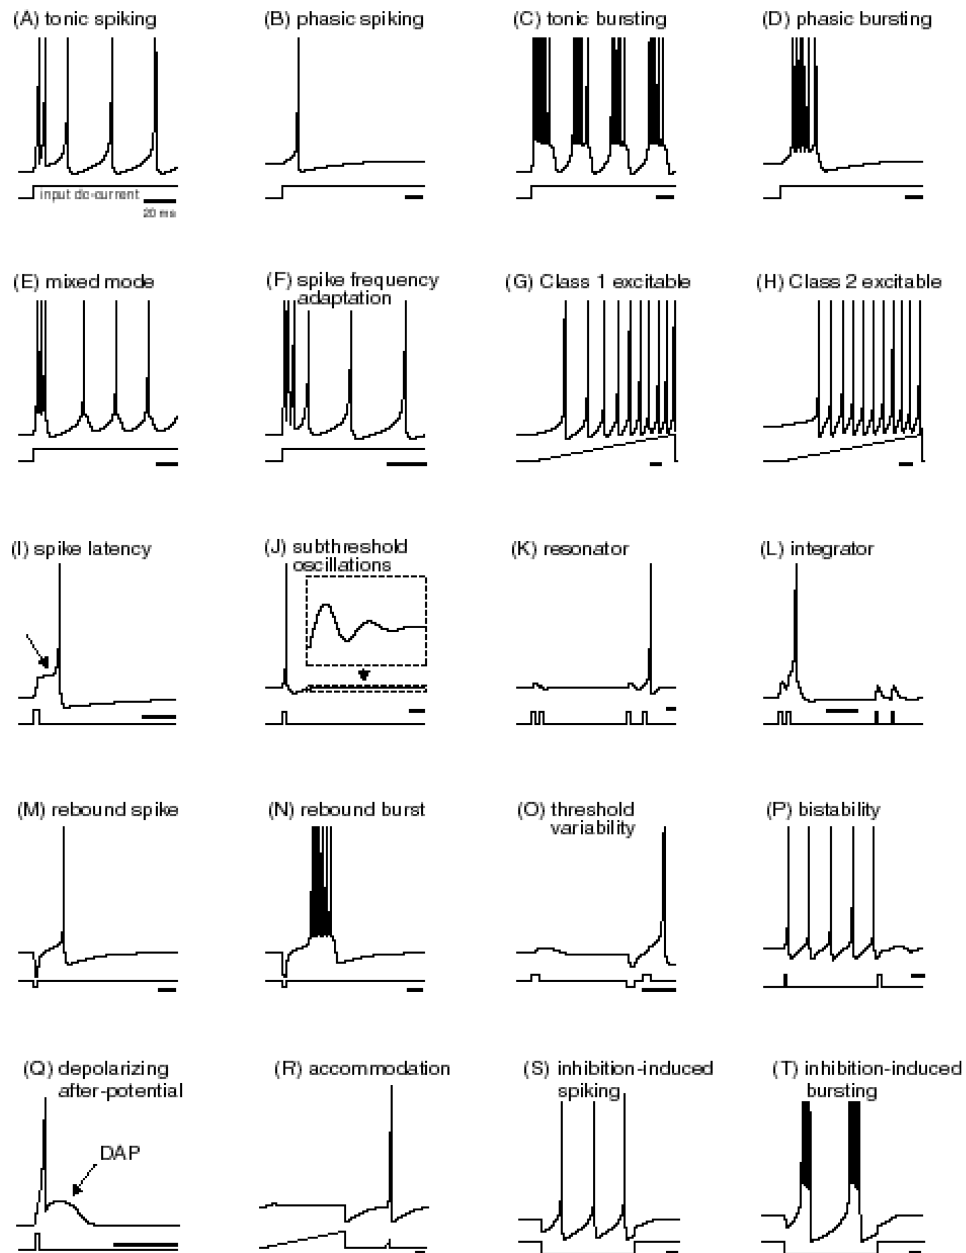 (A) tonic spiking
(B) phasic spiking
(C) tonic bursting
(D) phasic bursting
input dc-current
20 ms
(E) mixed mode
(F) spike frequency
adaptation
(G) Class 1 excitable
(H) Class 2 excitable
(I) spike latency
(J) subthreshold
oscillations
(K) resonator
(L) integrator
(M) rebound spike
(N) rebound burst
(O) threshold
variability
(P) bistability
(Q) depolarizing
after-potential
DAP
(R) accommodation
(S) inhibition-induced
spiking
(T) inhibition-induced
bursting